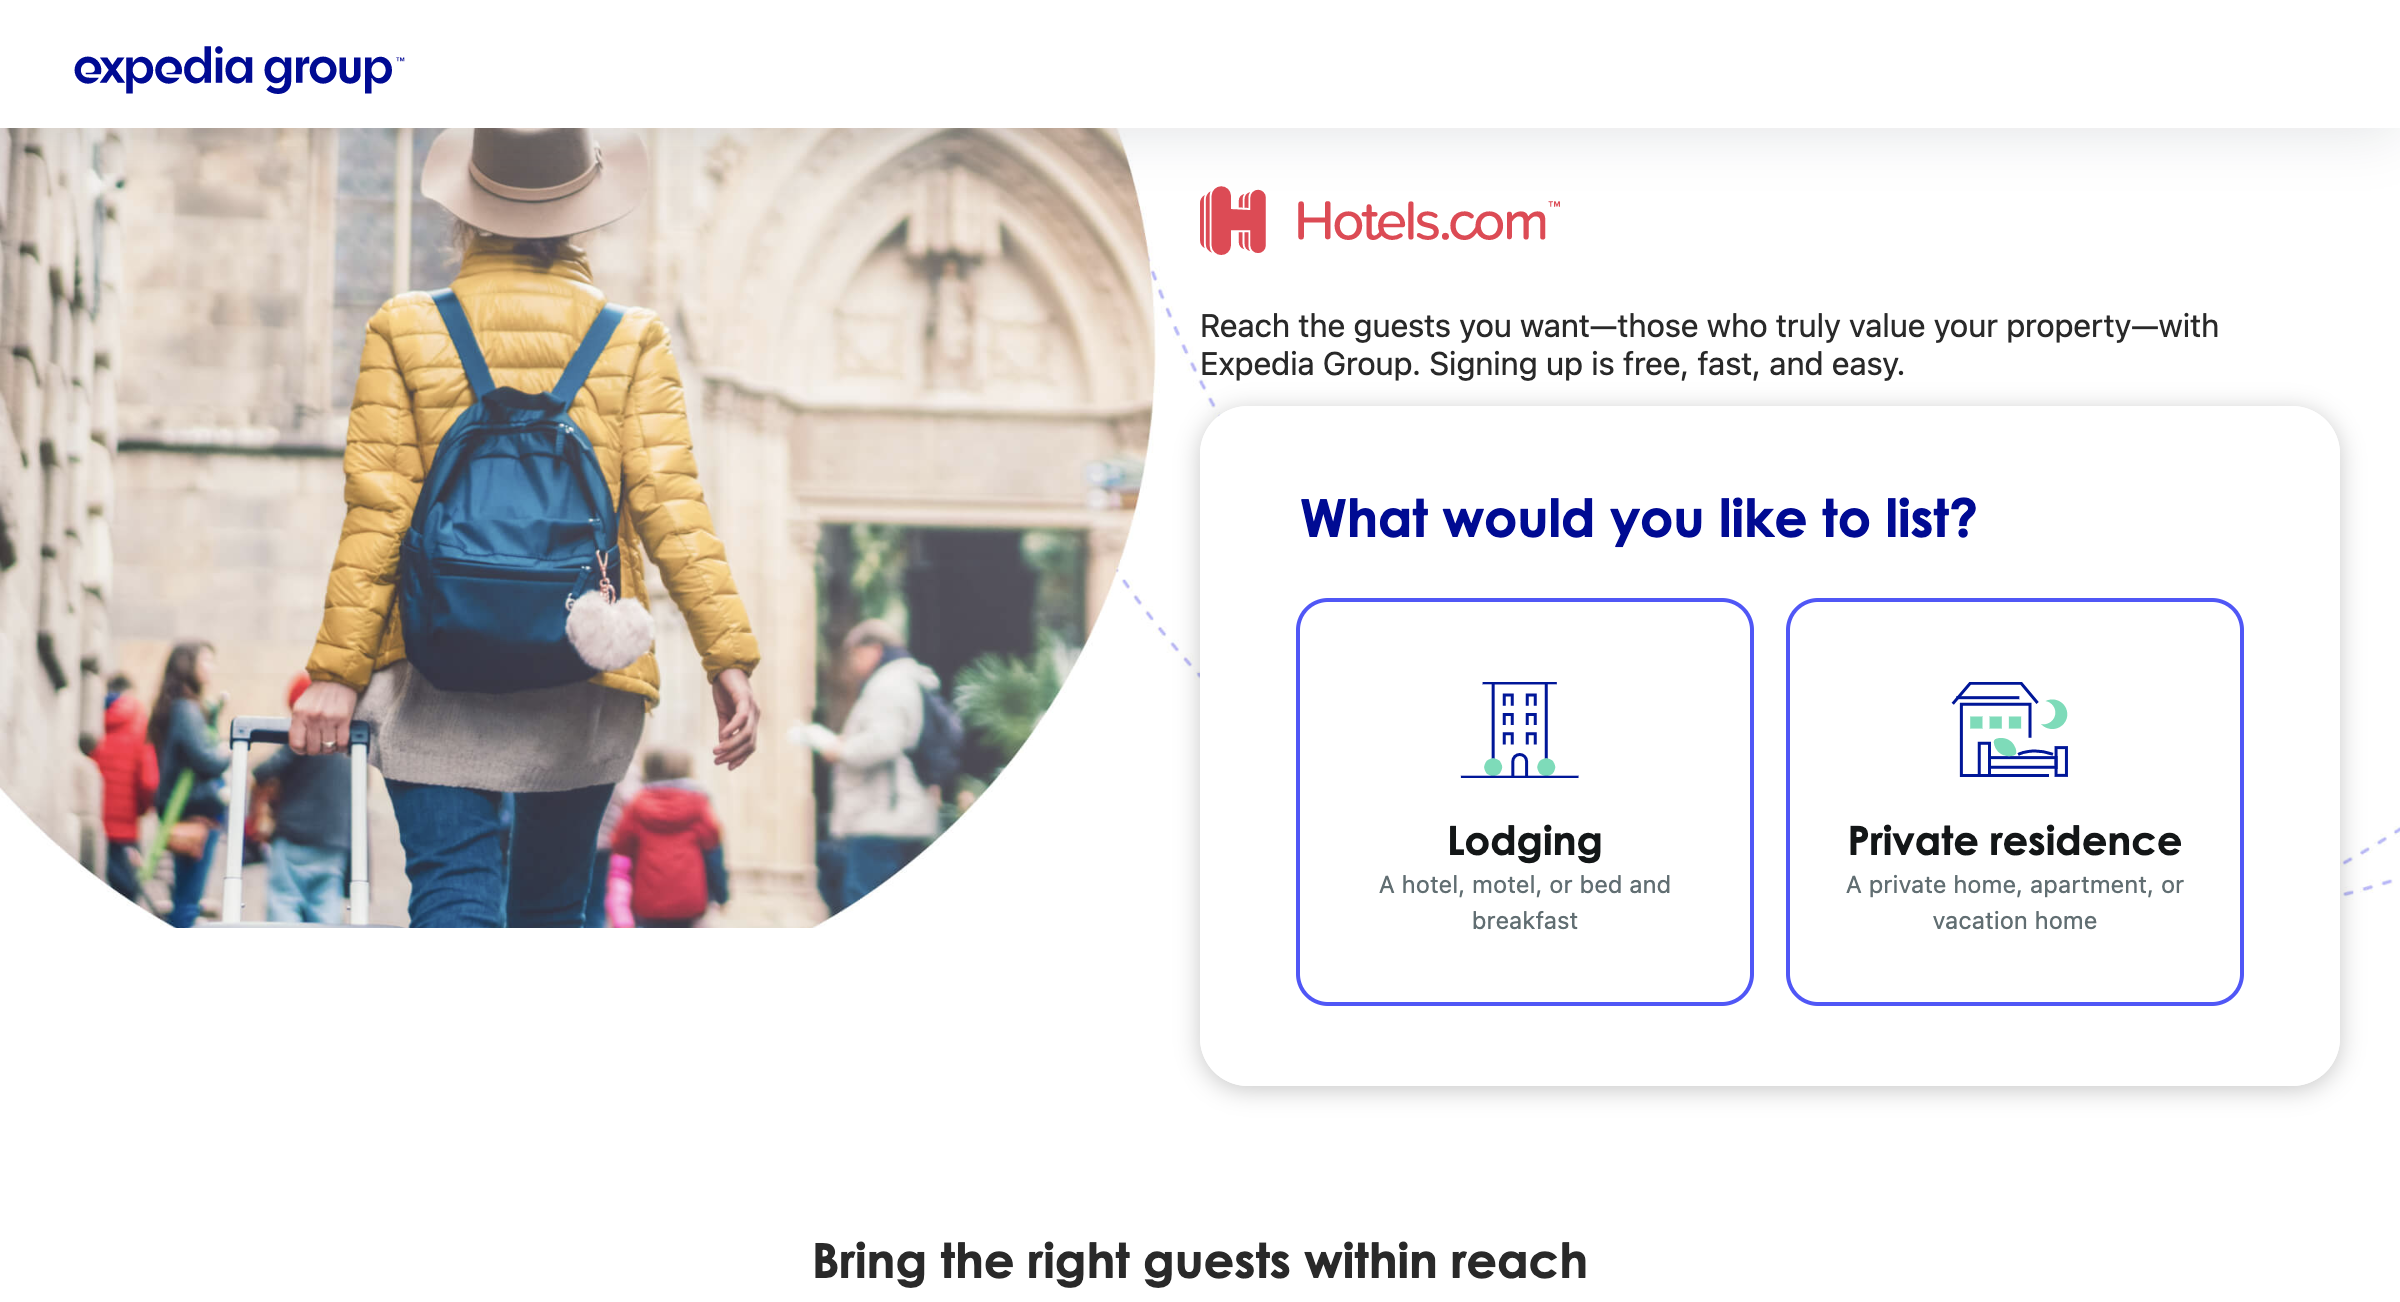 expedia group™
Hotels.com™
Reach the guests you want—those who truly value your property—with
Expedia Group. Signing up is free, fast, and easy.
What would you like to list?
Lodging
A hotel, motel, or bed and
breakfast
Private residence
A private home, apartment, or
vacation home
Bring the right guests within reach